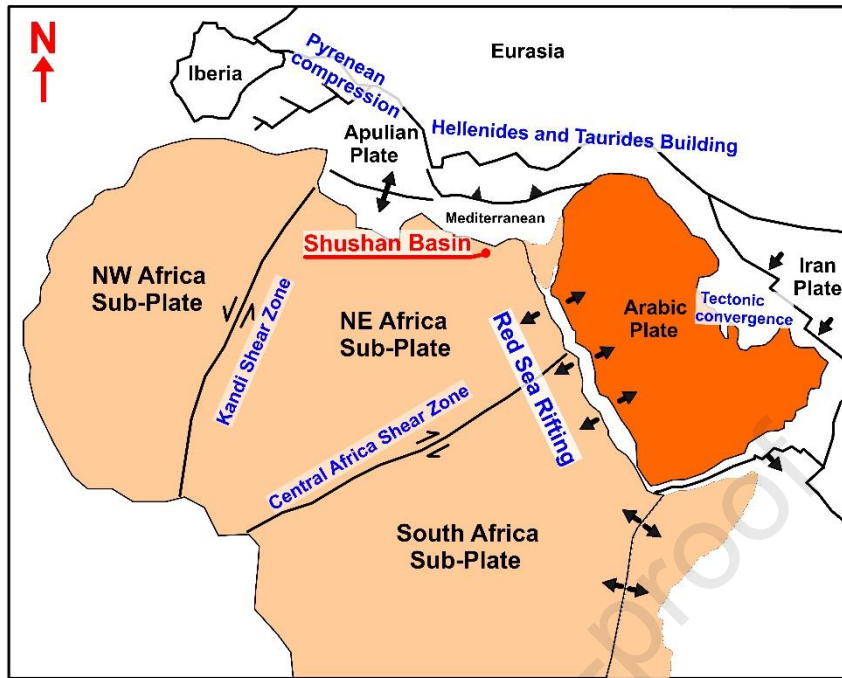 N
Iberia
Pyrenean
compression
Eurasia
Apulian
Plate
Hellenides and Taurides Building
Mediterranean
Shushan Basin
NW Africa
Sub-Plate
NE Africa
Sub-Plate
Kandi Shear Zone
Central Africa Shear Zone
Red Sea Rifting
Arabic
Plate
Tectonic
convergence
Iran
Plate
South Africa
Sub-Plate